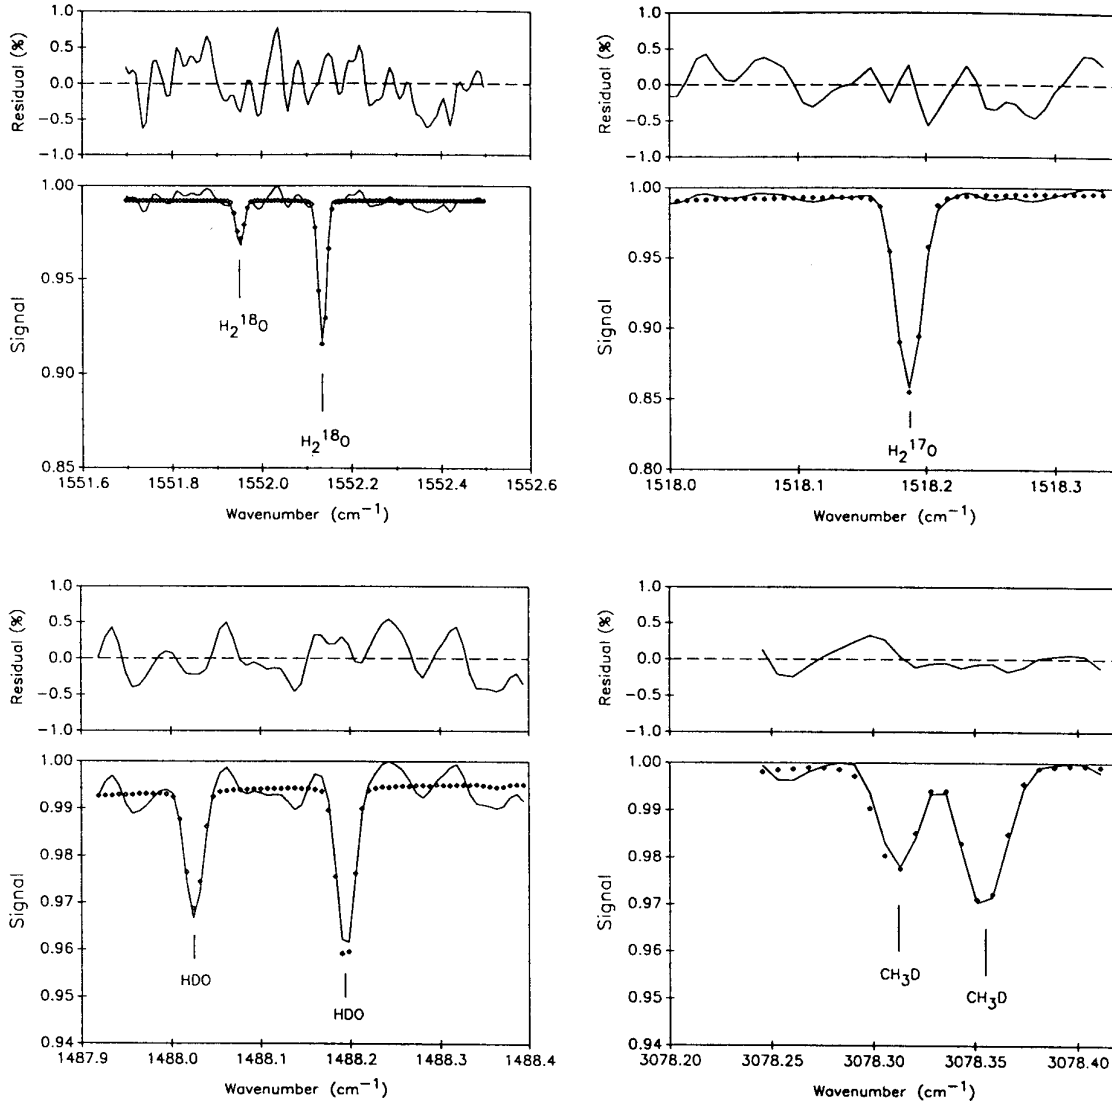 1.0
0.5
0.0
−0.5
−1.0
Residual (%)
1.00
0.95
0.90
0.85
Signal
H₂¹⁸O
H₂¹⁸O
1551.6 1551.8 1552.0 1552.2 1552.4 1552.6
Wavenumber (cm⁻¹)
1.0
0.5
0.0
−0.5
−1.0
Residual (%)
1.00
0.95
0.90
0.85
0.80
Signal
H₂¹⁷O
1518.0 1518.1 1518.2 1518.3
Wavenumber (cm⁻¹)
1.0
0.5
0.0
−0.5
−1.0
Residual (%)
1.00
0.99
0.98
0.97
0.96
0.95
0.94
Signal
HDO
HDO
1487.9 1488.0 1488.1 1488.2 1488.3 1488.4
Wavenumber (cm⁻¹)
1.0
0.5
0.0
−0.5
−1.0
Residual (%)
1.00
0.99
0.98
0.97
0.96
0.95
0.94
Signal
CH₃D
CH₃D
3078.20 3078.25 3078.30 3078.35 3078.40
Wavenumber (cm⁻¹)